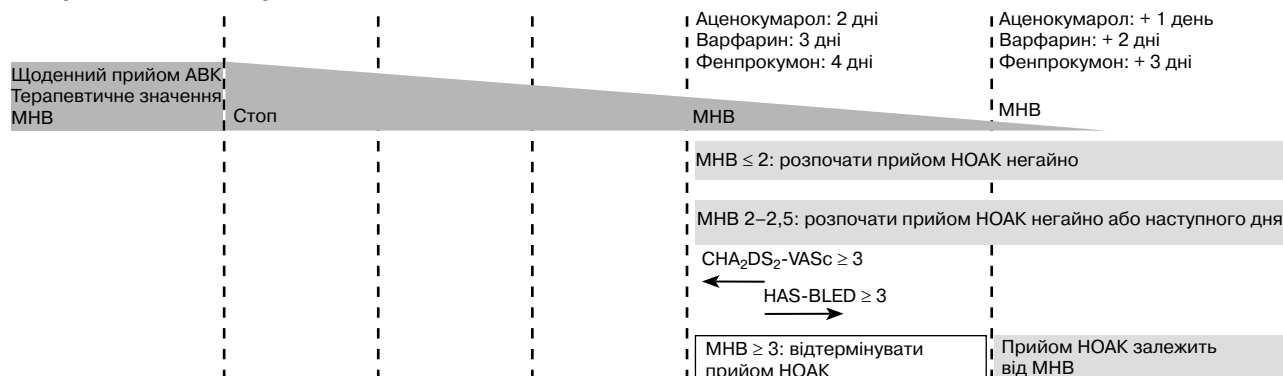 Аценокумарол: 2 дні
Варфарин: 3 дні
Фенпрокумон: 4 дні
Аценокумарол: + 1 день
Варфарин: + 2 дні
Фенпрокумон: + 3 дні
Щоденний прийом АВК
Терапевтичне значення
МНВ
Стоп
МНВ
МНВ
МНВ ≤ 2: розпочати прийом НОАК негайно
МНВ 2–2,5: розпочати прийом НОАК негайно або наступного дня
CHA₂DS₂-VASc ≥ 3
HAS-BLED ≥ 3
МНВ ≥ 3: відтермінувати
прийом НОАК
Прийом НОАК залежить
від МНВ